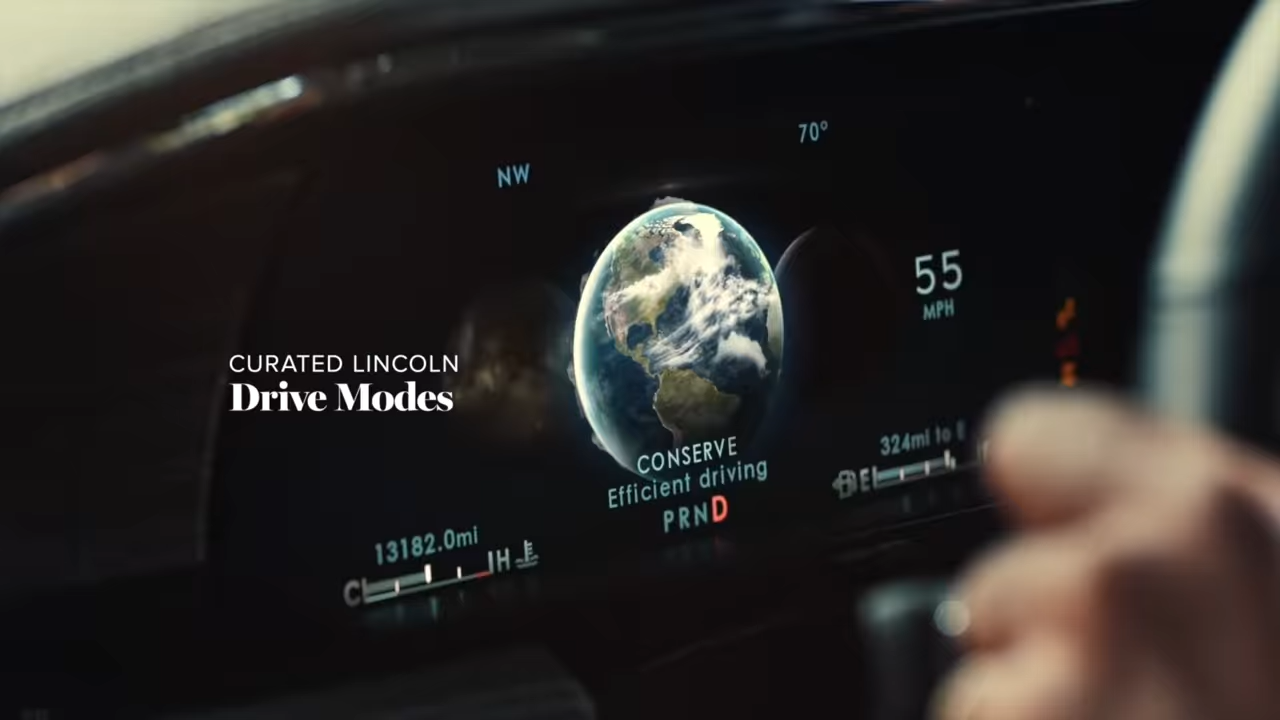 70°
NW
55
MPH
CURATED LINCOLN
Drive Modes
CONSERVE
Efficient driving
PRND
324mi to
E
13182.0mi
C H